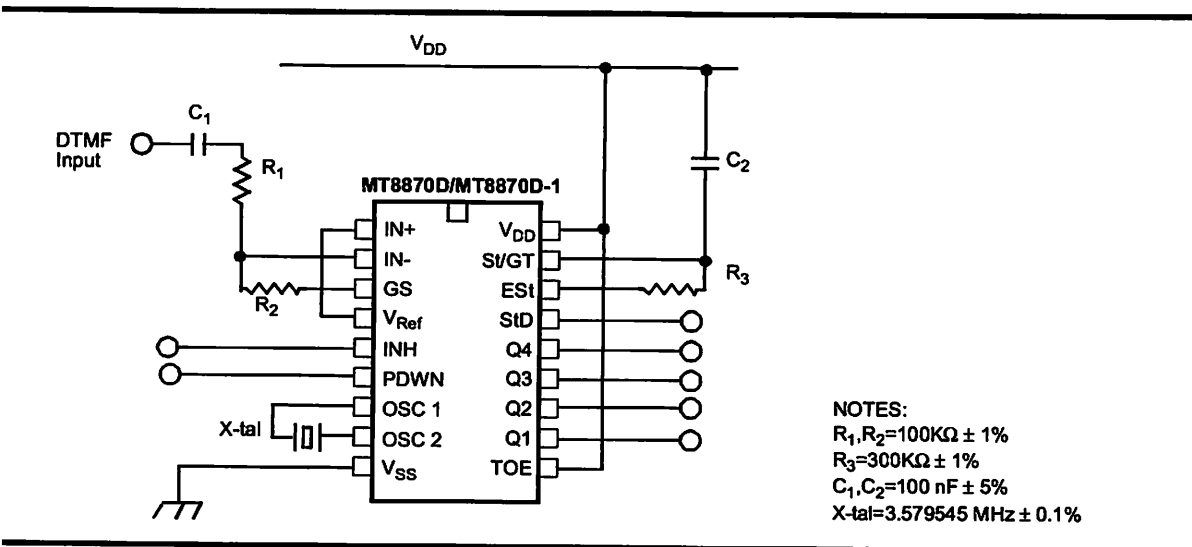 V_DD
C₁
DTMF
Input
R₁
C₂
MT8870D/MT8870D-1
IN+
V_DD
IN-
St/GT
R₃
GS
ESt
R₂
V_Ref
StD
INH
Q4
PDWN
Q3
OSC 1
Q2
X-tal
OSC 2
Q1
V_SS
TOE
NOTES:
R₁,R₂=100KΩ ± 1%
R₃=300KΩ ± 1%
C₁,C₂=100 nF ± 5%
X-tal=3.579545 MHz ± 0.1%